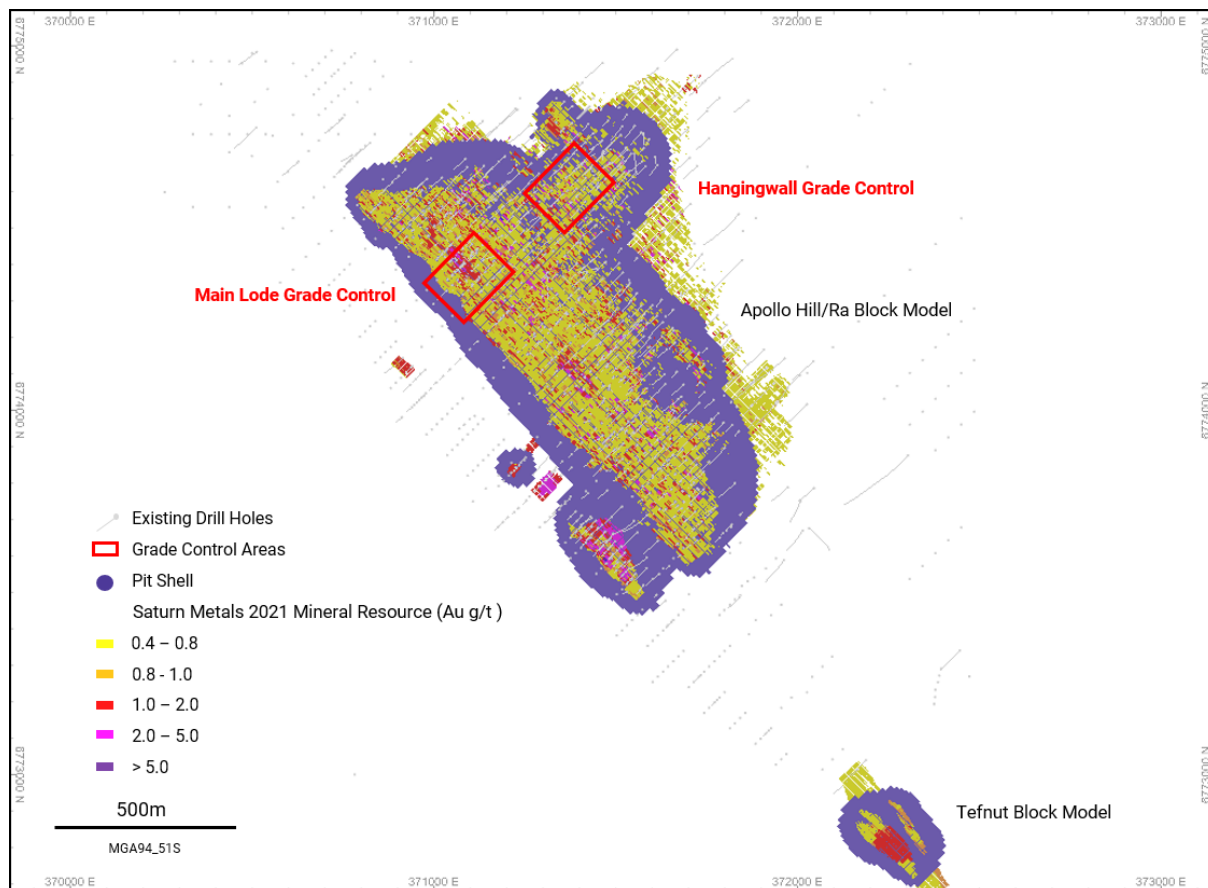 370000 E
371000 E
372000 E
373000 E
6775000 N
6775000 N
Hangingwall Grade Control
Main Lode Grade Control
Apollo Hill/Ra Block Model
6774000 N
6774000 N
Existing Drill Holes
Grade Control Areas
Pit Shell
Saturn Metals 2021 Mineral Resource (Au g/t )
0.4 – 0.8
0.8 - 1.0
1.0 – 2.0
2.0 – 5.0
> 5.0
6773000 N
6773000 N
500m
Tefnut Block Model
MGA94_51S
370000 E
371000 E
372000 E
373000 E